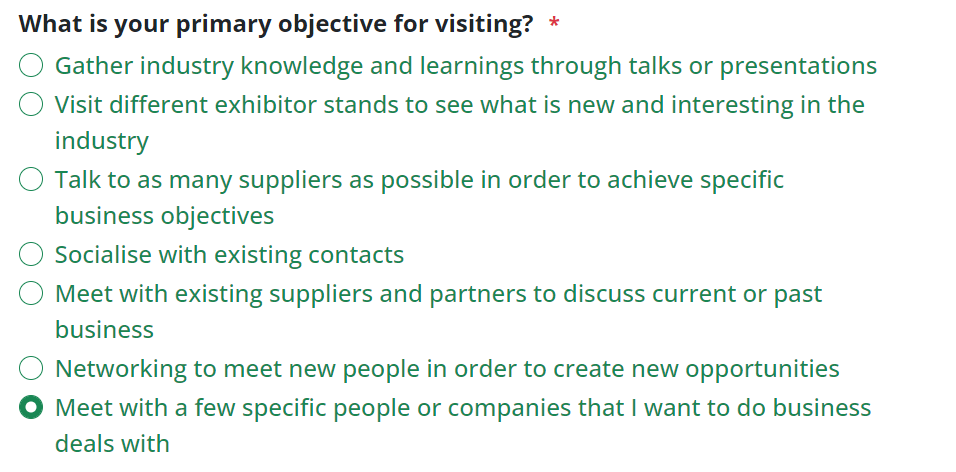 What is your primary objective for visiting? *
Gather industry knowledge and learnings through talks or presentations
Visit different exhibitor stands to see what is new and interesting in the
industry
Talk to as many suppliers as possible in order to achieve specific
business objectives
Socialise with existing contacts
Meet with existing suppliers and partners to discuss current or past
business
Networking to meet new people in order to create new opportunities
Meet with a few specific people or companies that I want to do business
deals with